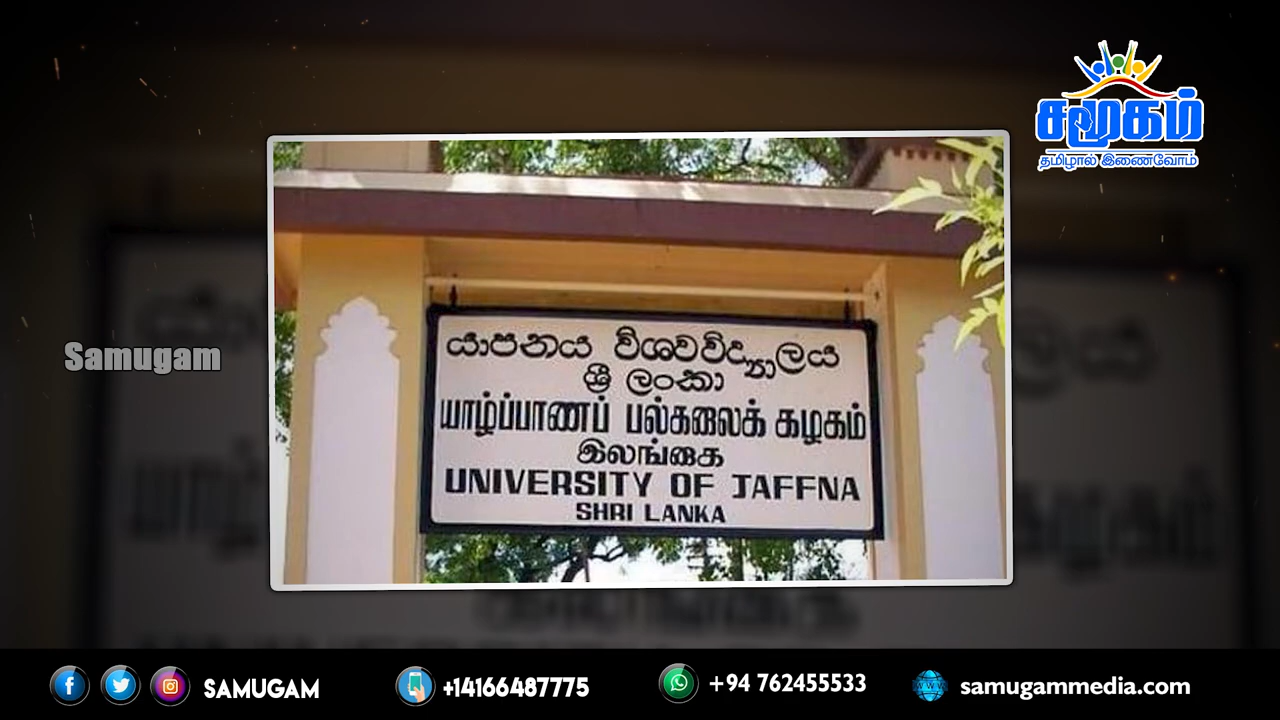 சமூகம்
தமிழால் இணைவோம்
Samugam
යාපනය විශ්වවිද්‍යාලය
ශ්‍රී ලංකා
யாழ்ப்பாணப் பல்கலைக் கழகம்
இலங்கை
UNIVERSITY OF JAFFNA
SHRI LANKA
SAMUGAM
+14166487775
+94 762455533
samugammedia.com